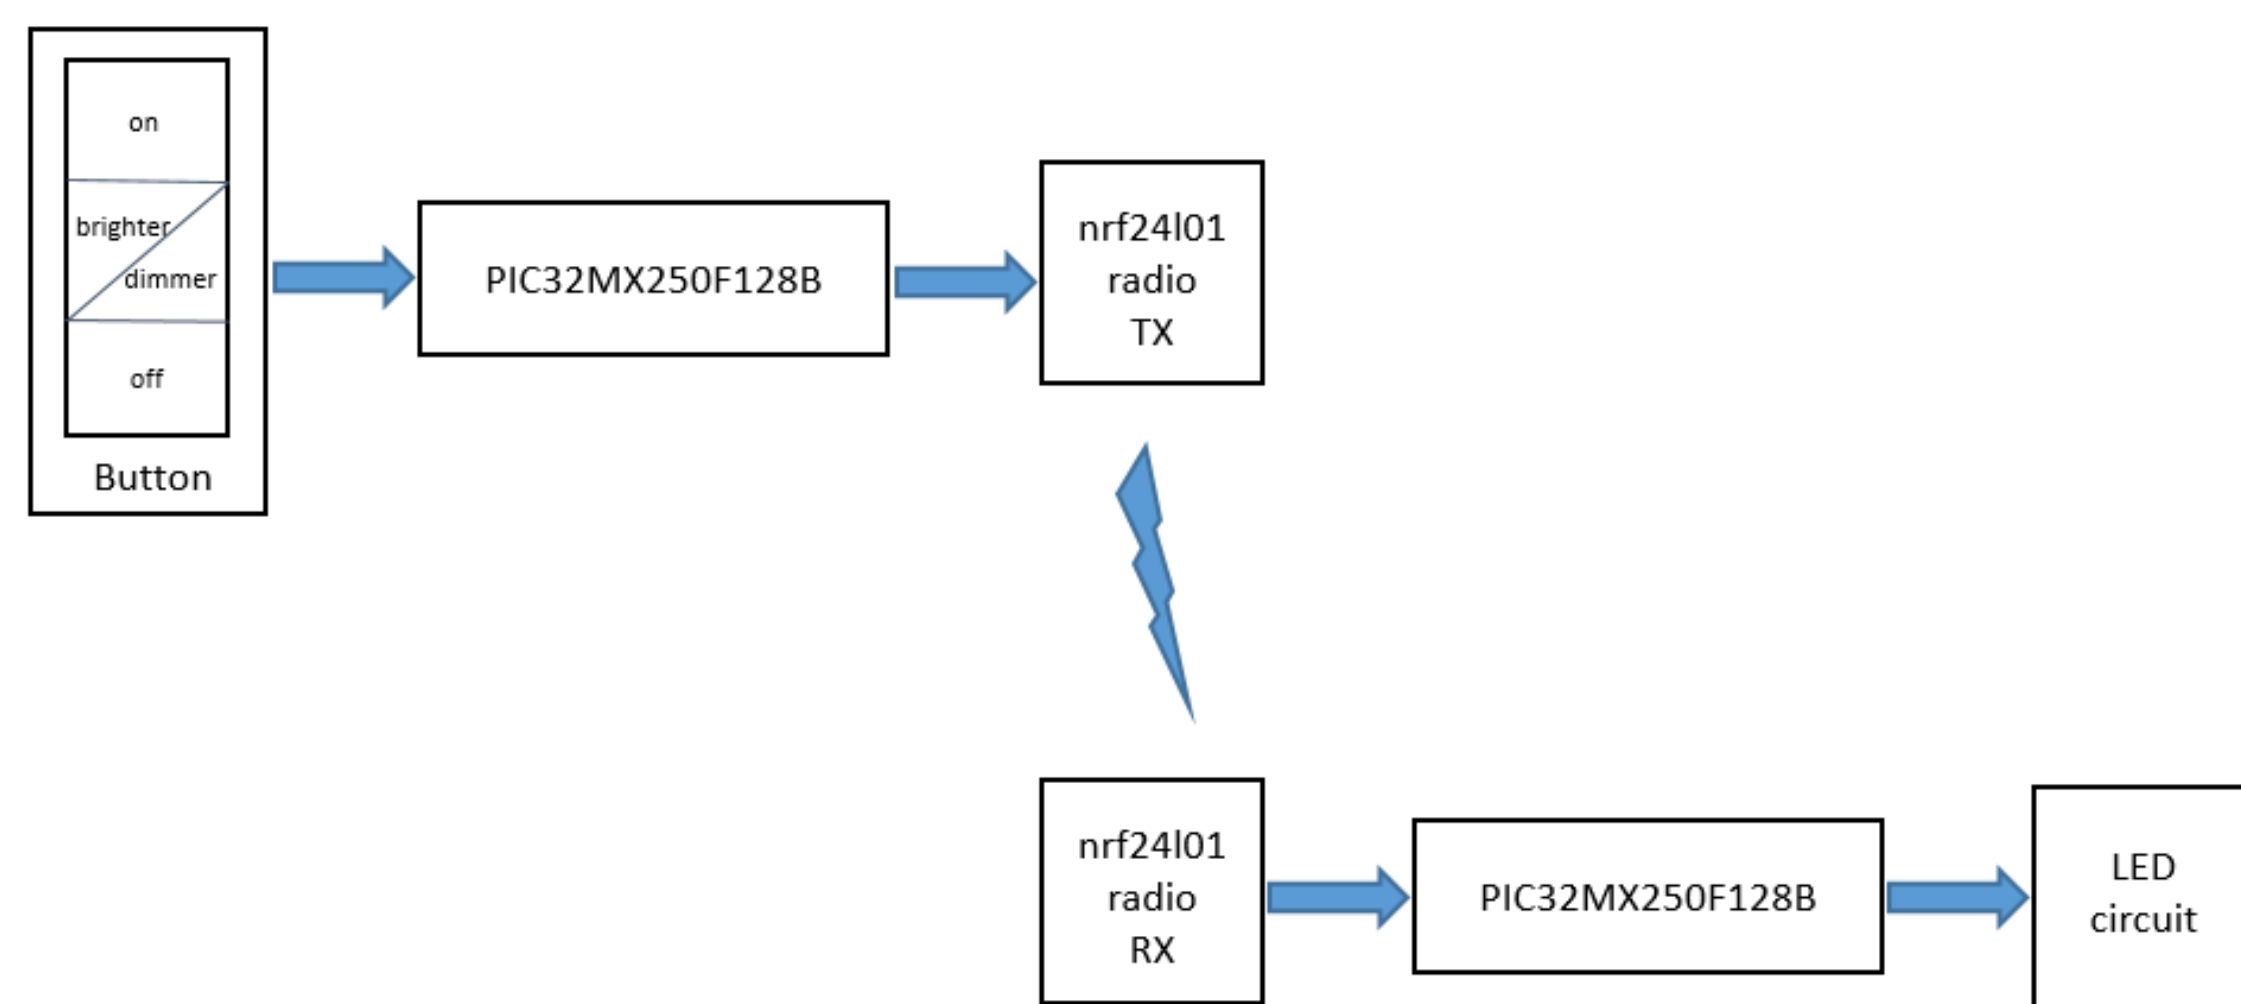 on
brighter
dimmer
off
Button
PIC32MX250F128B
nrf24l01
radio
TX
nrf24l01
radio
RX
PIC32MX250F128B
LED
circuit